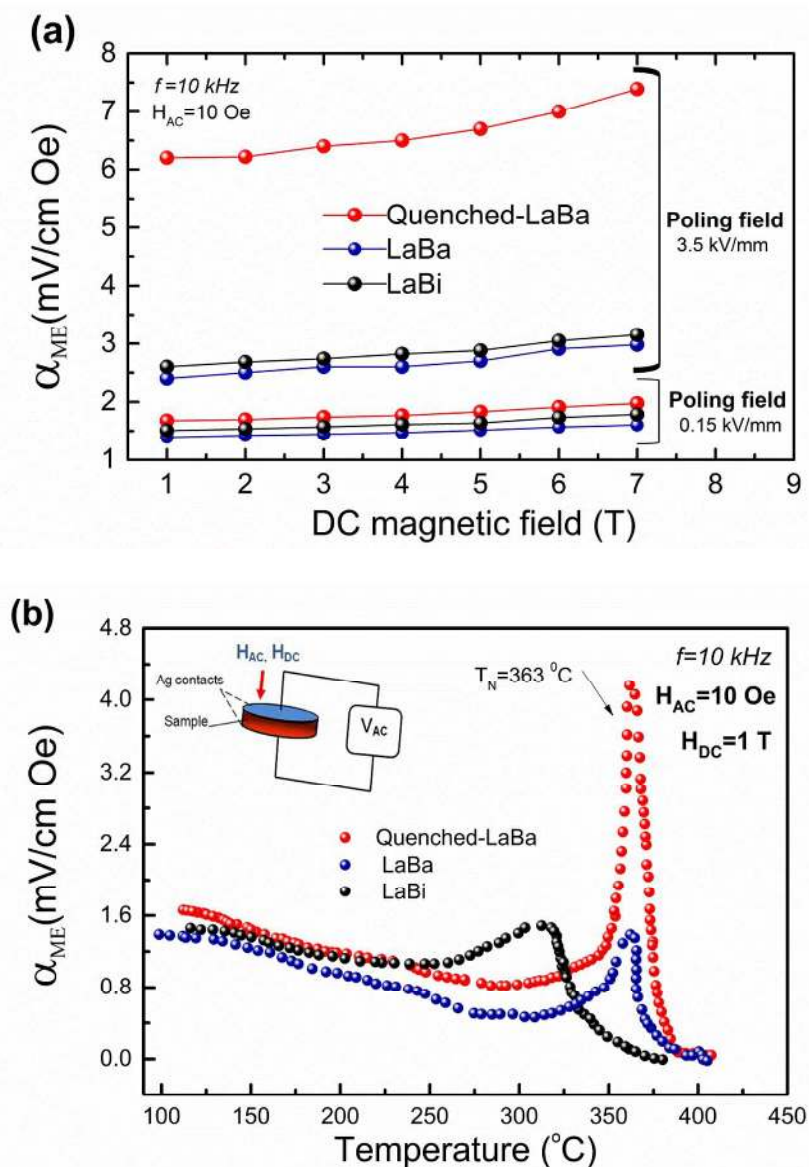 (a)
f=10 kHz
H_AC=10 Oe
Quenched-LaBa
LaBa
LaBi
Poling field
3.5 kV/mm
Poling field
0.15 kV/mm
8
7
6
5
4
3
2
1
α_ME(mV/cm Oe)
1 2 3 4 5 6 7 8 9
DC magnetic field (T)
(b)
H_AC, H_DC
Ag contacts
Sample
V_AC
T_N=363 ⁰C
f=10 kHz
H_AC=10 Oe
H_DC=1 T
Quenched-LaBa
LaBa
LaBi
4.8
4.0
3.2
2.4
1.6
0.8
0.0
α_ME(mV/cm Oe)
100 150 200 250 300 350 400 450
Temperature (°C)